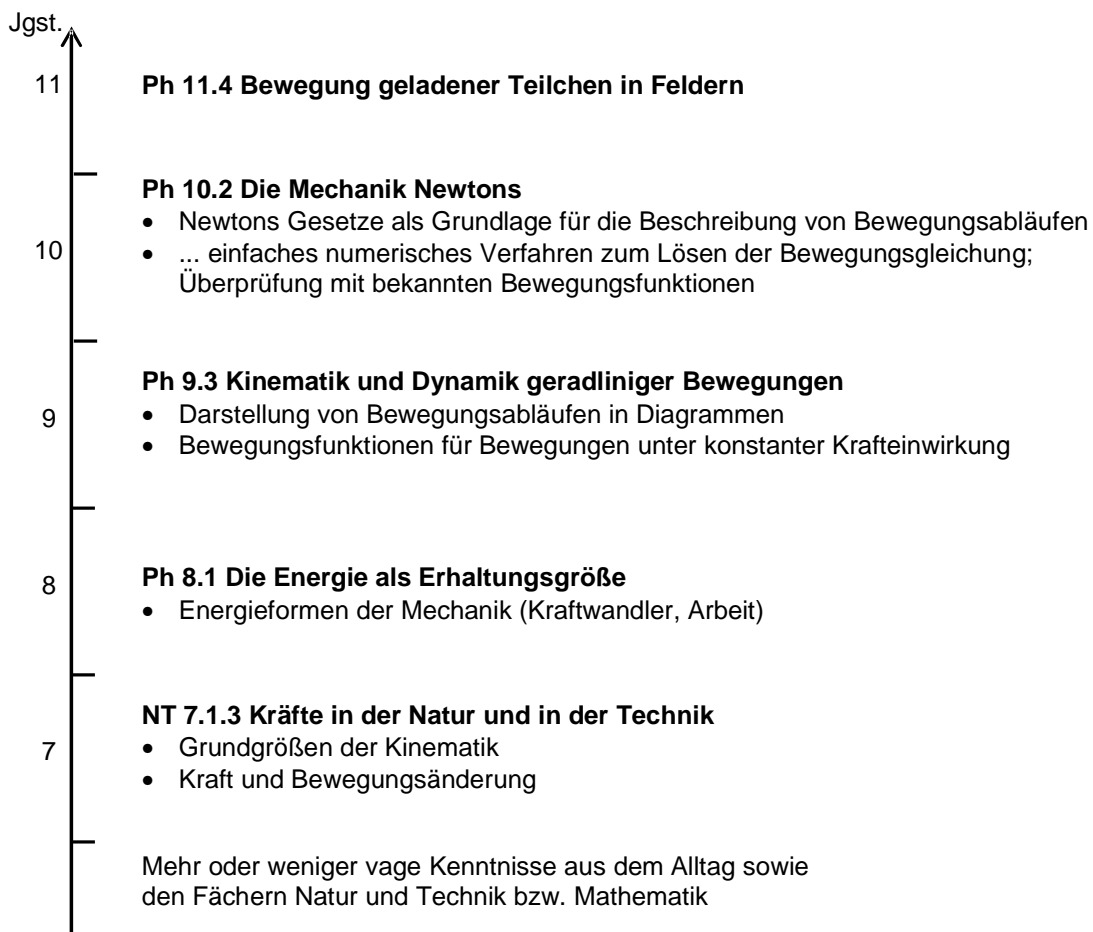 Jgst.
11
Ph 11.4 Bewegung geladener Teilchen in Feldern
Ph 10.2 Die Mechanik Newtons
• Newtons Gesetze als Grundlage für die Beschreibung von Bewegungsabläufen
10
• ... einfaches numerisches Verfahren zum Lösen der Bewegungsgleichung;
Überprüfung mit bekannten Bewegungsfunktionen
Ph 9.3 Kinematik und Dynamik geradliniger Bewegungen
9
• Darstellung von Bewegungsabläufen in Diagrammen
• Bewegungsfunktionen für Bewegungen unter konstanter Krafteinwirkung
8
Ph 8.1 Die Energie als Erhaltungsgröße
• Energieformen der Mechanik (Kraftwandler, Arbeit)
NT 7.1.3 Kräfte in der Natur und in der Technik
7
• Grundgrößen der Kinematik
• Kraft und Bewegungsänderung
Mehr oder weniger vage Kenntnisse aus dem Alltag sowie
den Fächern Natur und Technik bzw. Mathematik